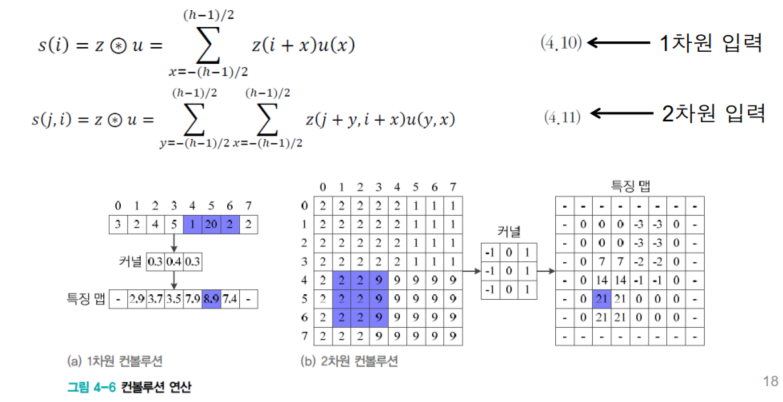 s(i) = z ⊛ u = ∑_{x=-(h-1)/2}^{(h-1)/2} z(i + x)u(x) (4.10) 1차원 입력
s(j, i) = z ⊛ u = ∑_{y=-(h-1)/2}^{(h-1)/2} ∑_{x=-(h-1)/2}^{(h-1)/2} z(j + y, i + x)u(y, x) (4.11) 2차원 입력
0 1 2 3 4 5 6 7
3 2 4 5 1 20 2 2
커널 0.3 0.4 0.3
특징 맵 - 2.9 3.7 3.5 7.9 8.9 7.4 -
(a) 1차원 컨볼루션
0 1 2 3 4 5 6 7
0 2 2 2 2 2 1 1 1
1 2 2 2 2 2 1 1 1
2 2 2 2 2 2 1 1 1
3 2 2 2 2 2 1 1 1
4 2 2 2 9 9 9 9 9
5 2 2 2 9 9 9 9 9
6 2 2 2 9 9 9 9 9
7 2 2 2 9 9 9 9 9
커널
-1 0 1
-1 0 1
-1 0 1
특징 맵
- - - - - - - -
- 0 0 0 -3 -3 0 -
- 0 0 0 -3 -3 0 -
- 0 7 7 -2 -2 0 -
- 0 14 14 -1 -1 0 -
- 0 21 21 0 0 0 -
- 0 21 21 0 0 0 -
- - - - - - - -
(b) 2차원 컨볼루션
그림 4-6 컨볼루션 연산
18